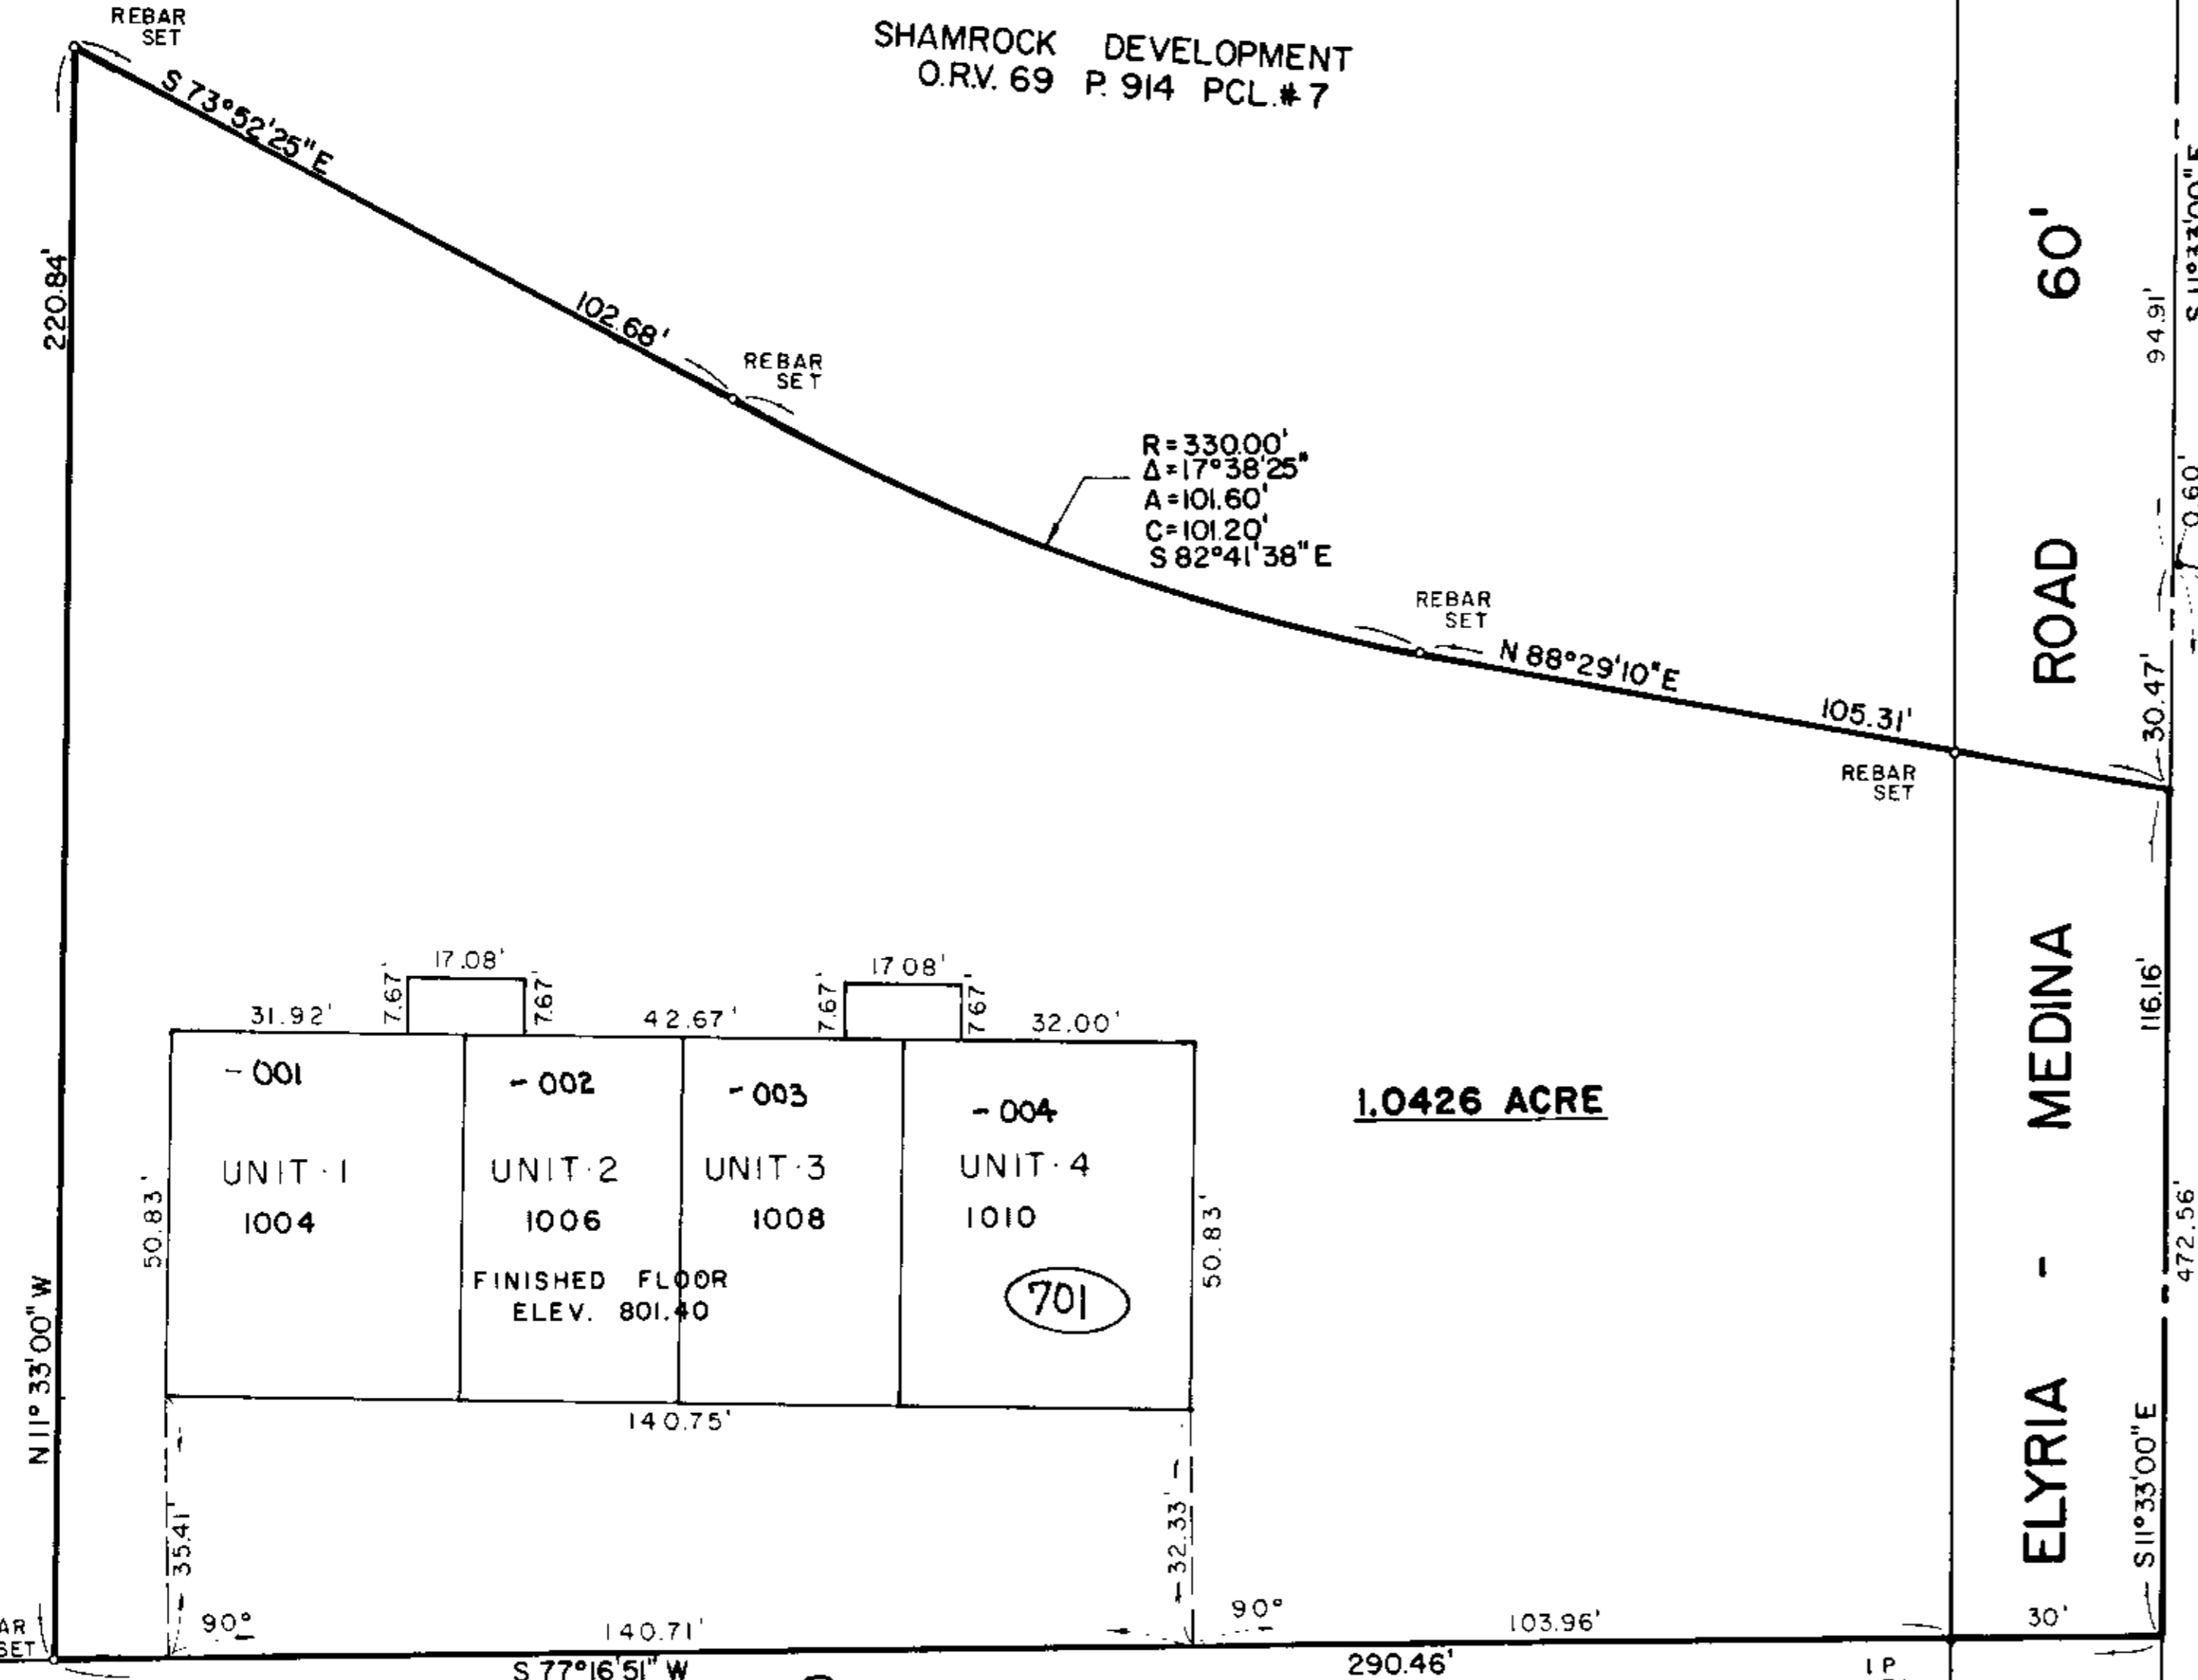 REBAR
SET
SHAMROCK DEVELOPMENT
O.R.V. 69 P. 914 PCL.#7
S 73°52'25" E
220.84'
102.68'
REBAR
SET
R=330.00'
Δ=17°38'25"
A=101.60'
C=101.20'
S 82°41'38" E
REBAR
SET
N 88°29'10" E
105.31'
REBAR
SET
60'
94.91'
0.60'
ROAD
30.47'
17.08'
7.67'
7.67'
17.08'
7.67'
7.67'
31.92'
42.67'
32.00'
-001
-002
-003
-004
UNIT·1
UNIT·2
UNIT·3
UNIT·4
1004
1006
1008
1010
FINISHED FLOOR
ELEV. 801.40
701
50.83'
50.83'
140.75'
1.0426 ACRE
MEDINA
-
ELYRIA
116.16'
472.56'
S11°33'00"E
N11°33'00" W
35.41'
32.33'
90°
90°
140.71'
103.96'
30'
SET
S 77°16'51" W
290.46'
I P